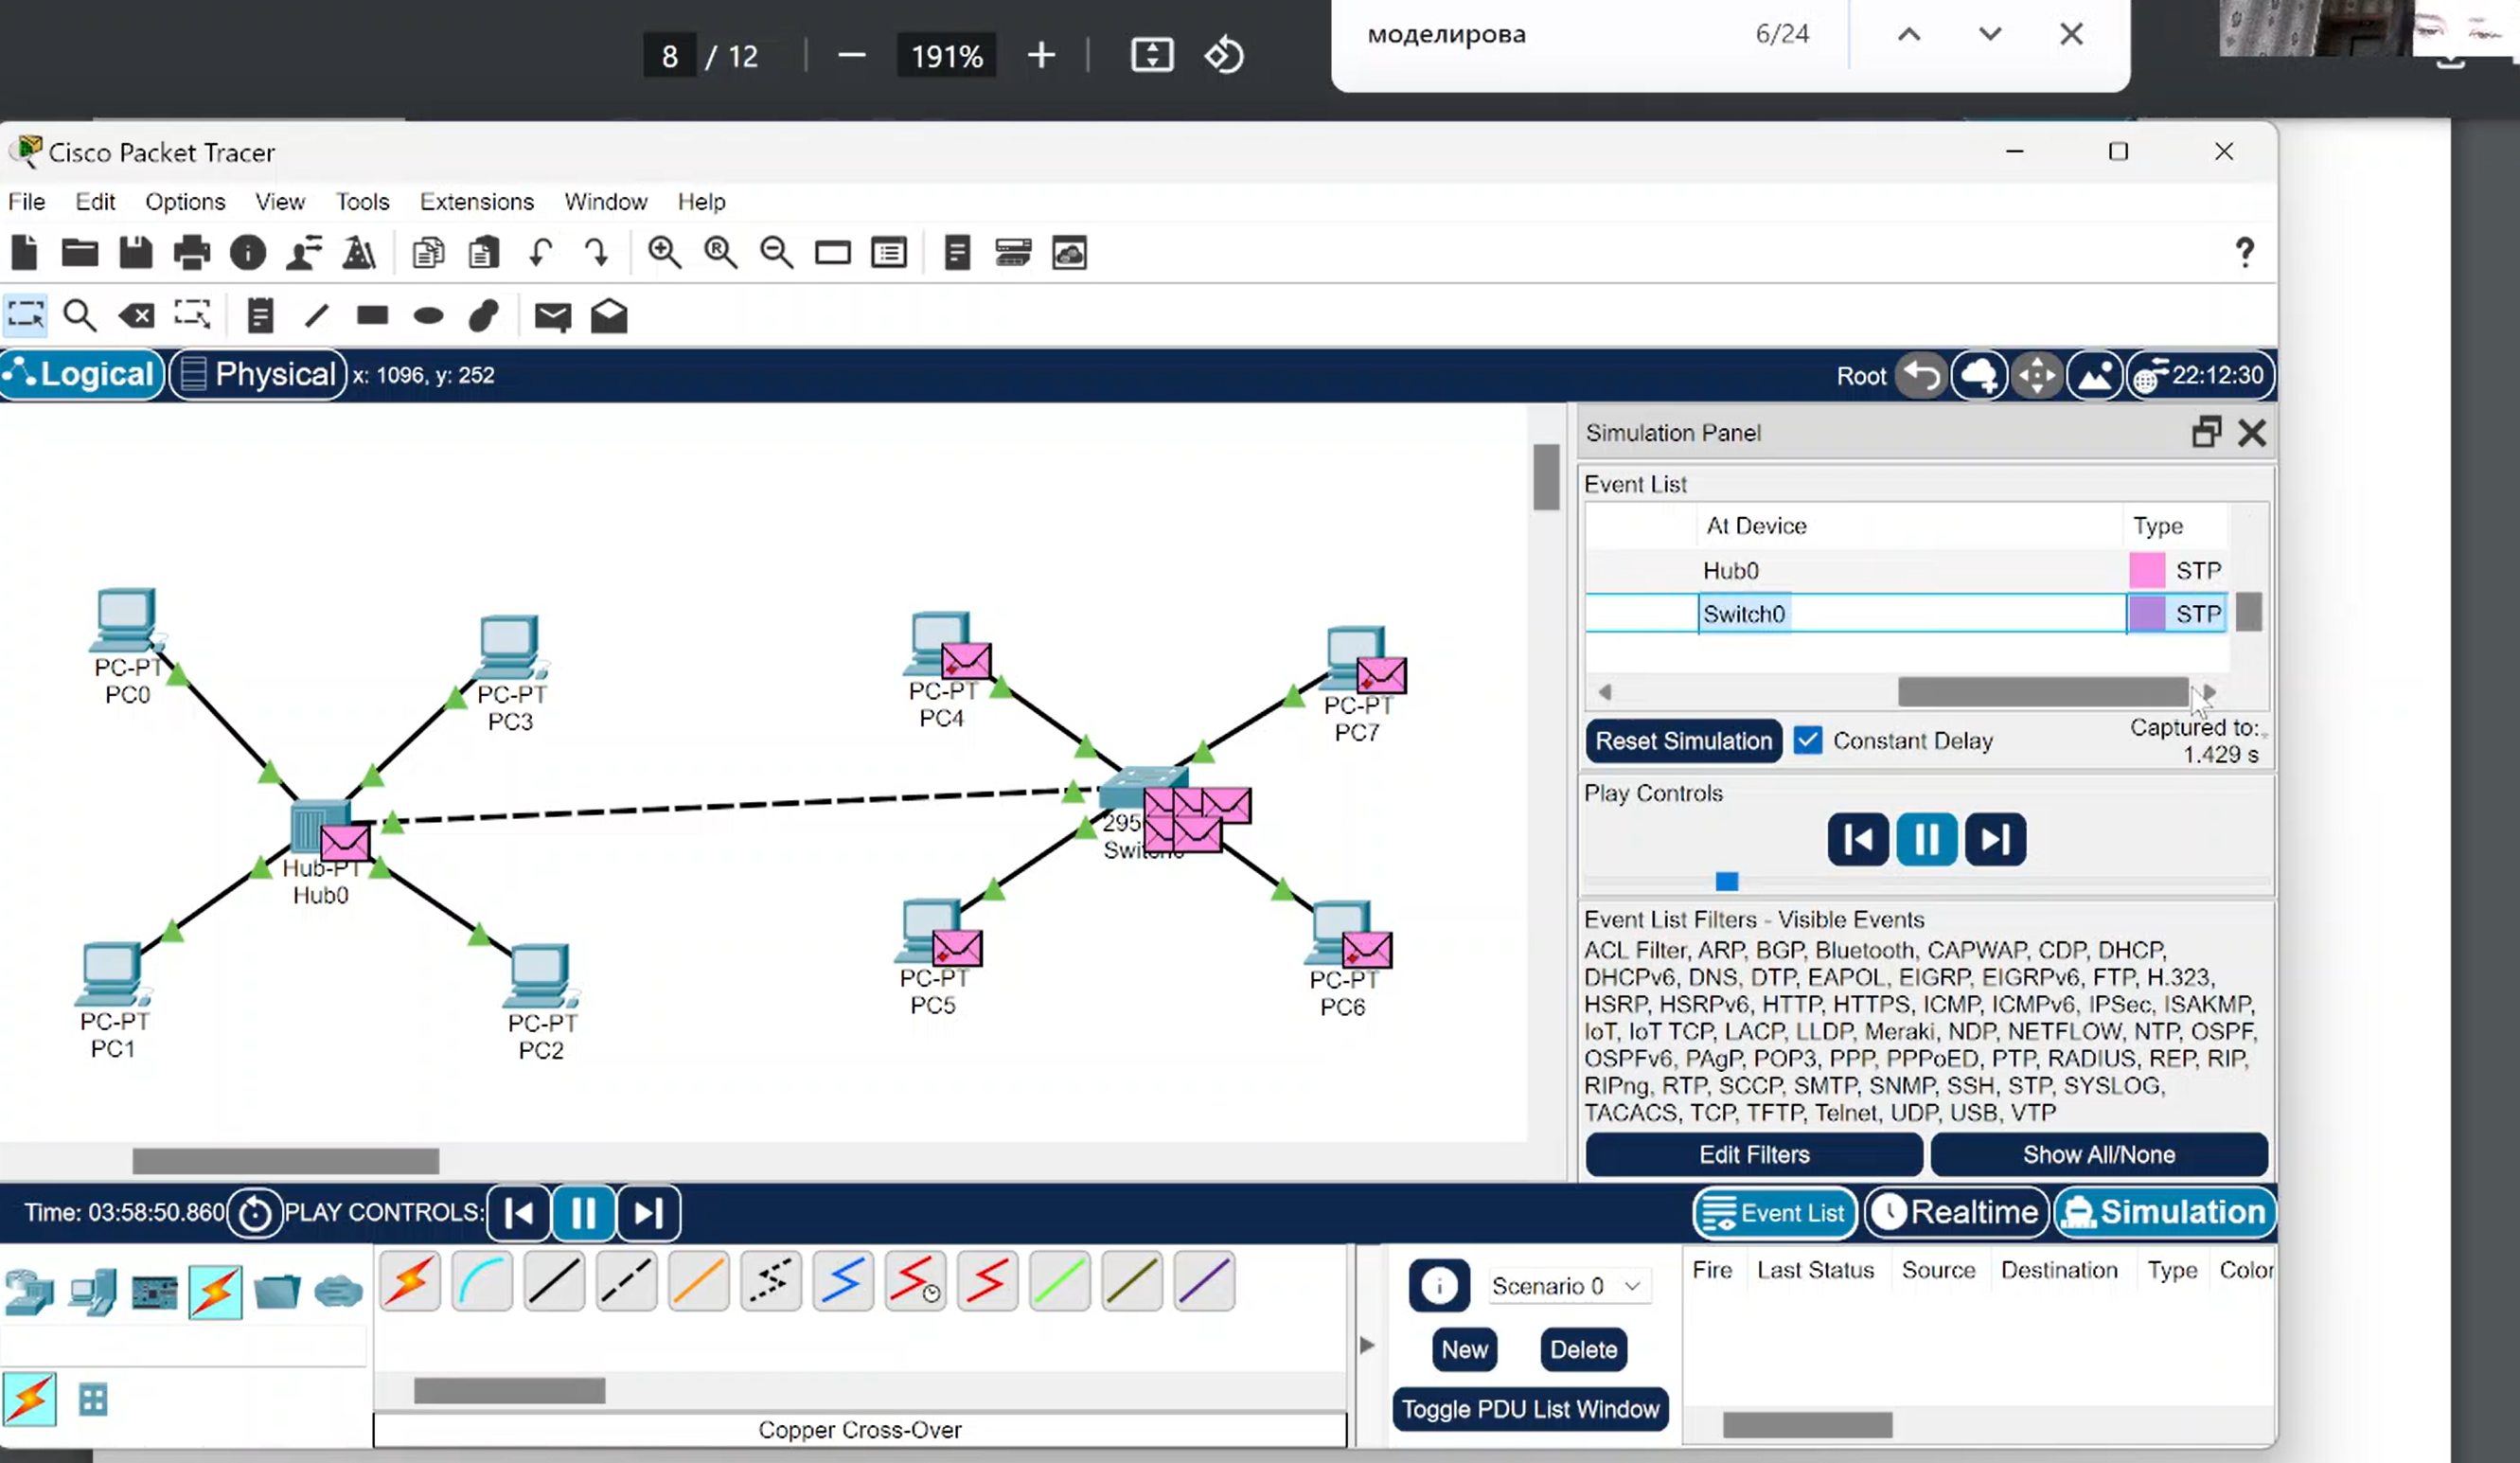 8 / 12 191%
моделирова 6/24
Cisco Packet Tracer
File Edit Options View Tools Extensions Window Help
Logical Physical x: 1096, y: 252 Root 22:12:30
Simulation Panel
Event List
At Device Type
Hub0 STP
Switch0 STP
Captured to:
Reset Simulation Constant Delay
1.429 s
Play Controls
PC-PT
PC0
PC-PT
PC3
PC-PT
PC4
PC-PT
PC7
Hub-PT
Hub0
295
PC-PT
PC1
PC-PT
PC2
PC-PT
PC5
PC-PT
PC6
Event List Filters - Visible Events
ACL Filter, ARP, BGP, Bluetooth, CAPWAP, CDP, DHCP,
DHCPv6, DNS, DTP, EAPOL, EIGRP, EIGRPv6, FTP, H.323,
HSRP, HSRPv6, HTTP, HTTPS, ICMP, ICMPv6, IPSec, ISAKMP,
IoT, IoT TCP, LACP, LLDP, Meraki, NDP, NETFLOW, NTP, OSPF,
OSPFv6, PAgP, POP3, PPP, PPPoED, PTP, RADIUS, REP, RIP,
RIPng, RTP, SCCP, SMTP, SNMP, SSH, STP, SYSLOG,
TACACS, TCP, TFTP, Telnet, UDP, USB, VTP
Edit Filters Show All/None
Time: 03:58:50.860 PLAY CONTROLS: Event List Realtime Simulation
Scenario 0
Fire Last Status Source Destination Type Color
New Delete
Toggle PDU List Window
Copper Cross-Over